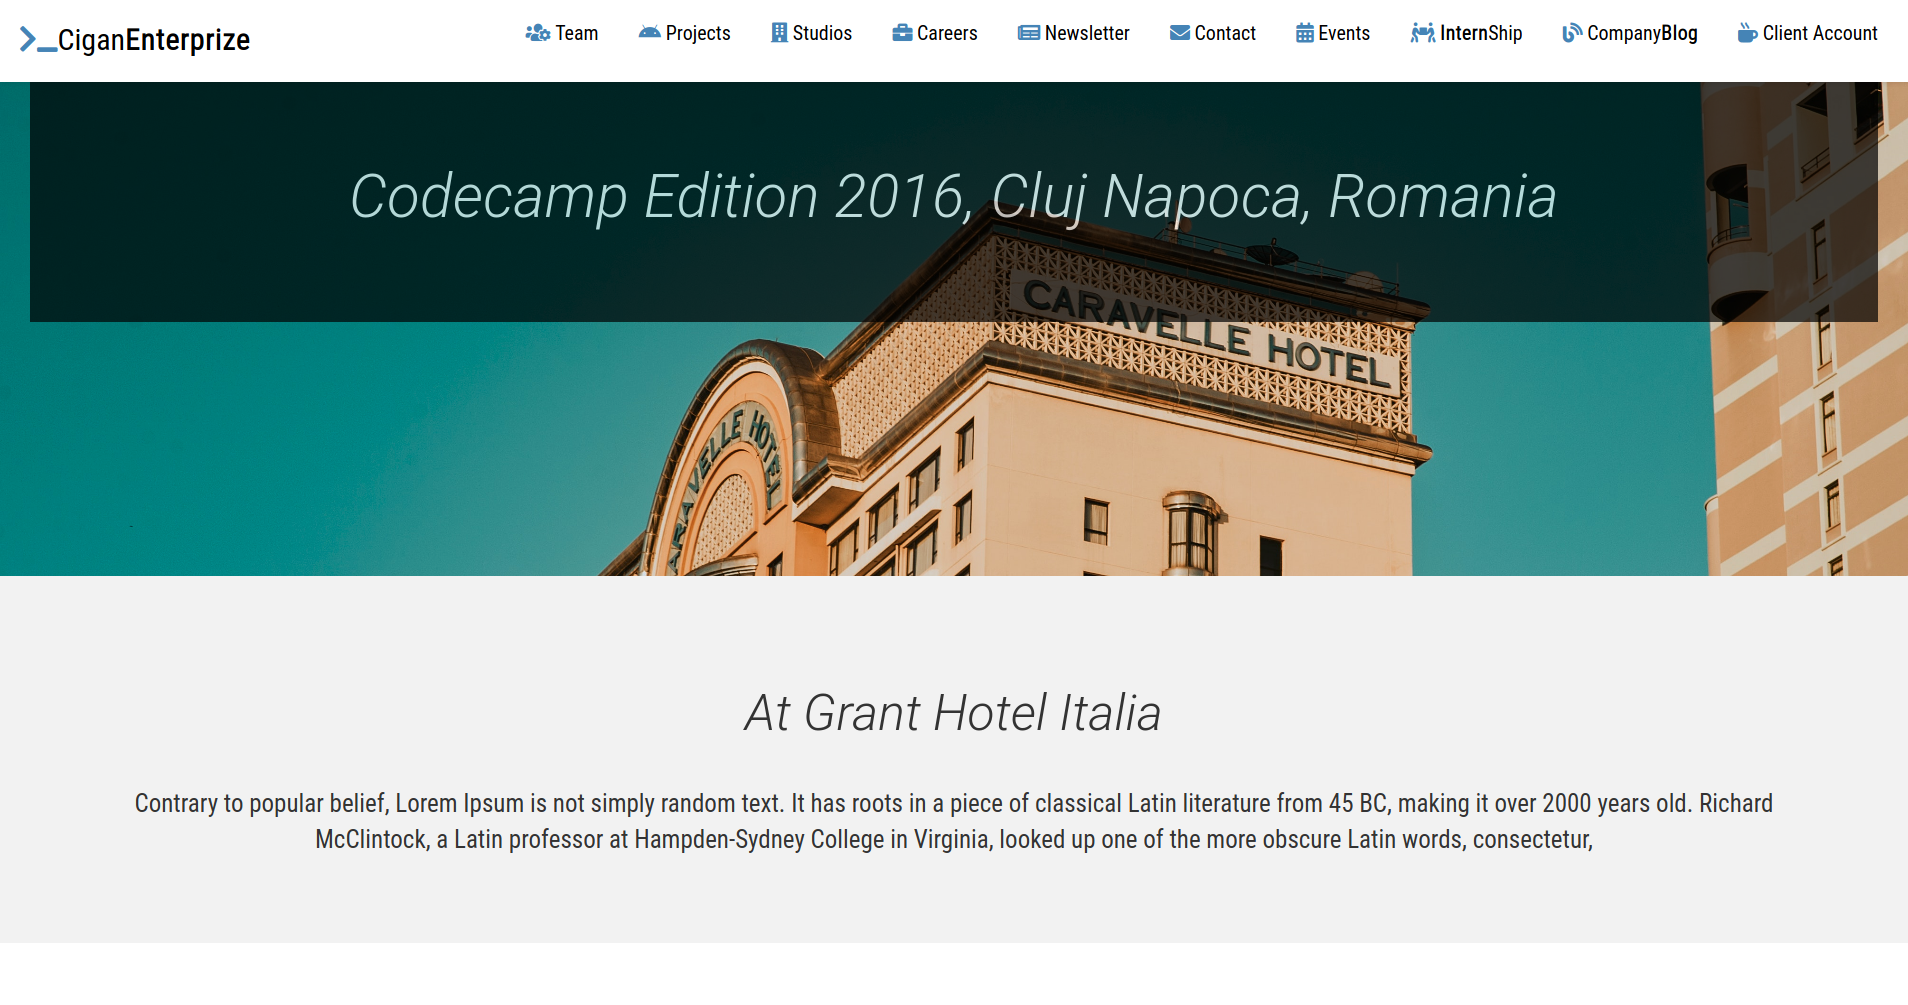 CiganEnterprize
Team Projects Studios Careers Newsletter Contact Events InternShip CompanyBlog Client Account
Codecamp Edition 2016, Cluj Napoca, Romania
CARAVELLE HOTEL
CARAVELLE HOTEL
At Grant Hotel Italia
Contrary to popular belief, Lorem Ipsum is not simply random text. It has roots in a piece of classical Latin literature from 45 BC, making it over 2000 years old. Richard
McClintock, a Latin professor at Hampden-Sydney College in Virginia, looked up one of the more obscure Latin words, consectetur,